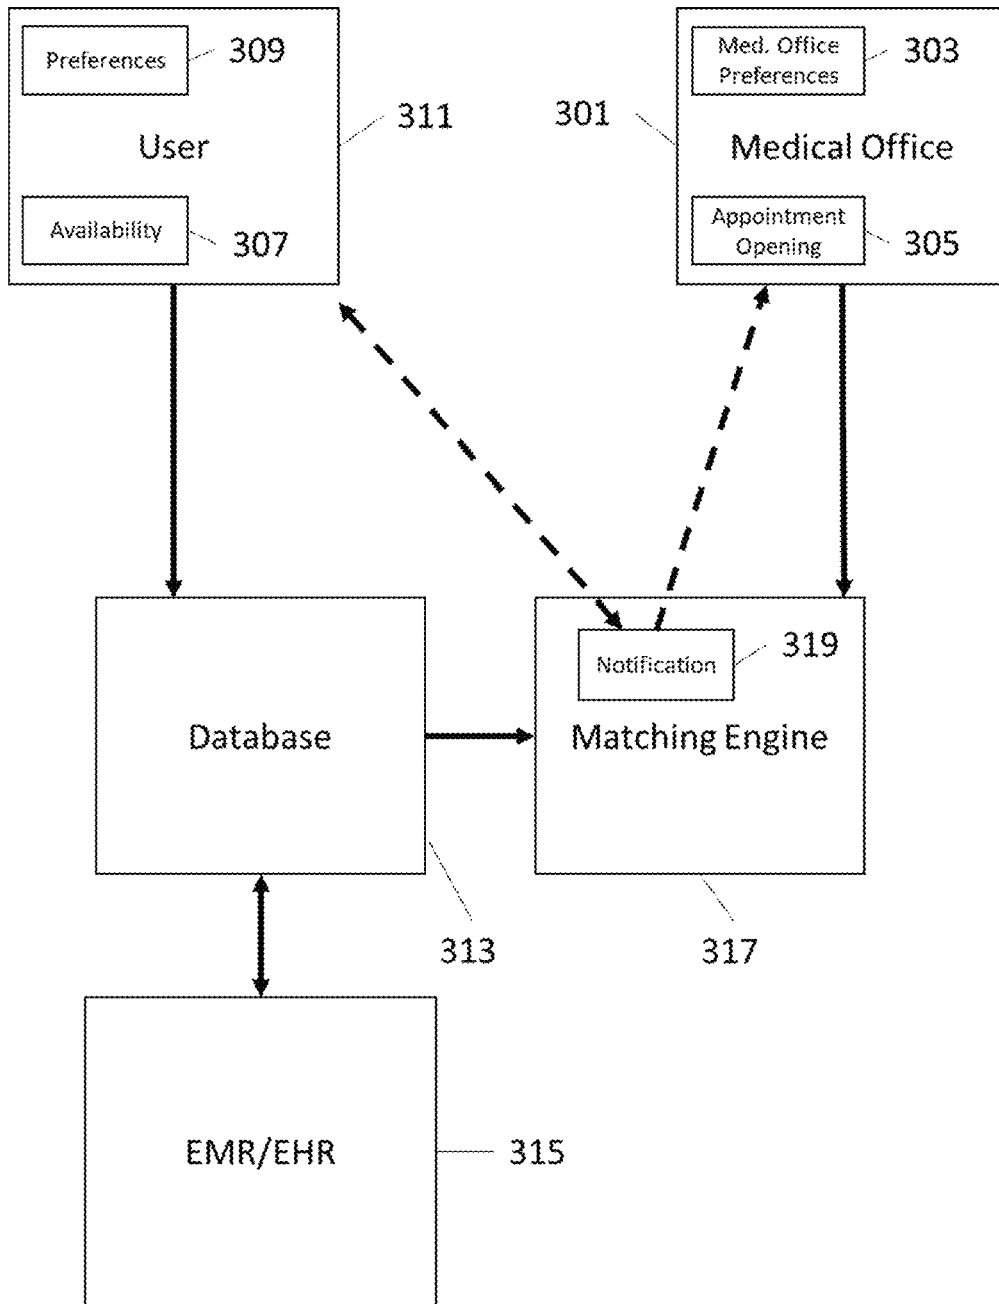 Preferences
309
User
311
Availability
307
Med. Office
Preferences
303
301
Medical Office
Appointment
Opening
305
Notification
319
Database
Matching Engine
313
317
EMR/EHR
315